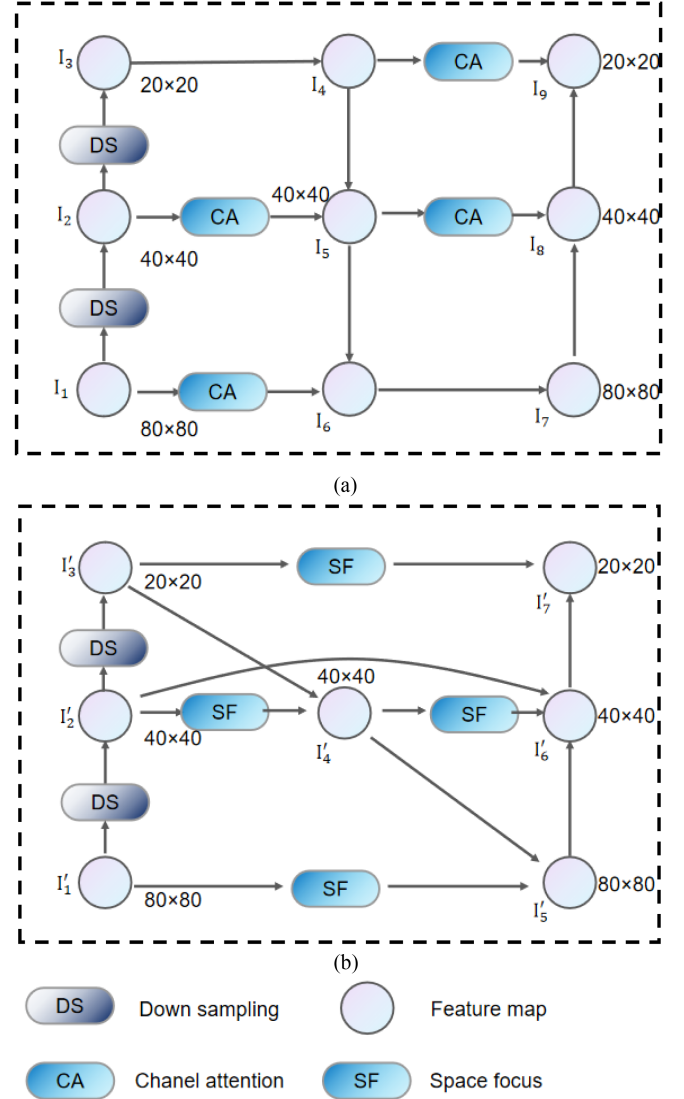 I₃ 20×20 I₄ CA I₉ 20×20
DS
I₂ 40×40 CA 40×40 I₅ CA I₈ 40×40
DS
I₁ 80×80 CA I₆ I₇ 80×80
(a)
I′₃ 20×20 SF I′₇ 20×20
DS
I′₂ 40×40 SF 40×40 I′₄ SF I′₆ 40×40
DS
I′₁ 80×80 SF I′₅ 80×80
(b)
DS Down sampling Feature map
CA Chanel attention SF Space focus